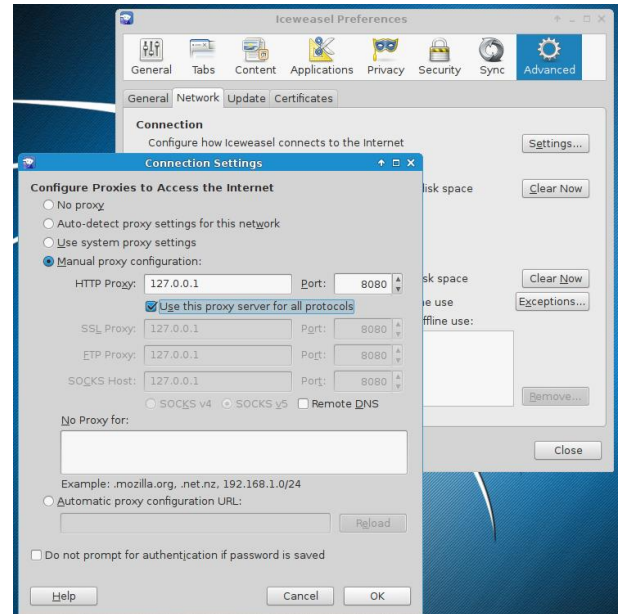 Iceweasel Preferences
General Tabs Content Applications Privacy Security Sync Advanced
General Network Update Certificates
Connection
Configure how Iceweasel connects to the Internet
Settings...
disk space
Clear Now
sk space
Clear Now
ne use
Exceptions...
ffline use:
Remove...
Close
Connection Settings
Configure Proxies to Access the Internet
No proxy
Auto-detect proxy settings for this network
Use system proxy settings
Manual proxy configuration:
HTTP Proxy: 127.0.0.1 Port: 8080
Use this proxy server for all protocols
SSL Proxy: 127.0.0.1 Port: 8080
FTP Proxy: 127.0.0.1 Port: 8080
SOCKS Host: 127.0.0.1 Port: 8080
SOCKS v4 SOCKS v5 Remote DNS
No Proxy for:
Example: .mozilla.org, .net.nz, 192.168.1.0/24
Automatic proxy configuration URL:
Reload
Do not prompt for authentication if password is saved
Help Cancel OK